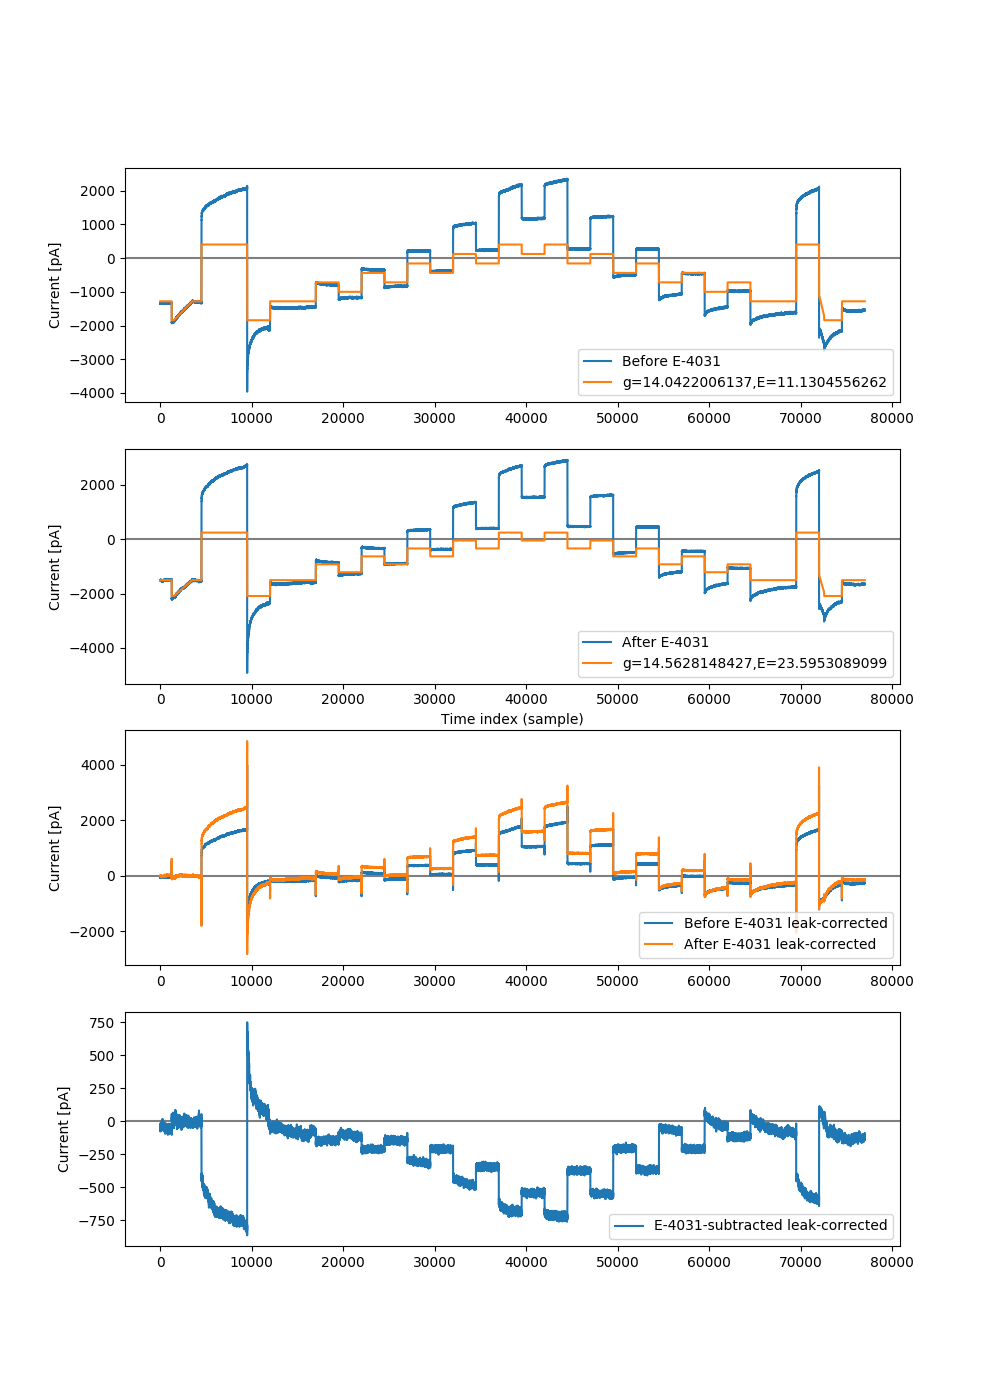 Current [pA]
2000
1000
0
−1000
−2000
−3000
−4000
Before E-4031
g=14.0422006137,E=11.1304556262
0 10000 20000 30000 40000 50000 60000 70000 80000
Current [pA]
2000
0
−2000
−4000
After E-4031
g=14.5628148427,E=23.5953089099
0 10000 20000 30000 40000 50000 60000 70000 80000
Time index (sample)
Current [pA]
4000
2000
0
−2000
Before E-4031 leak-corrected
After E-4031 leak-corrected
0 10000 20000 30000 40000 50000 60000 70000 80000
Current [pA]
750
500
250
0
−250
−500
−750
E-4031-subtracted leak-corrected
0 10000 20000 30000 40000 50000 60000 70000 80000